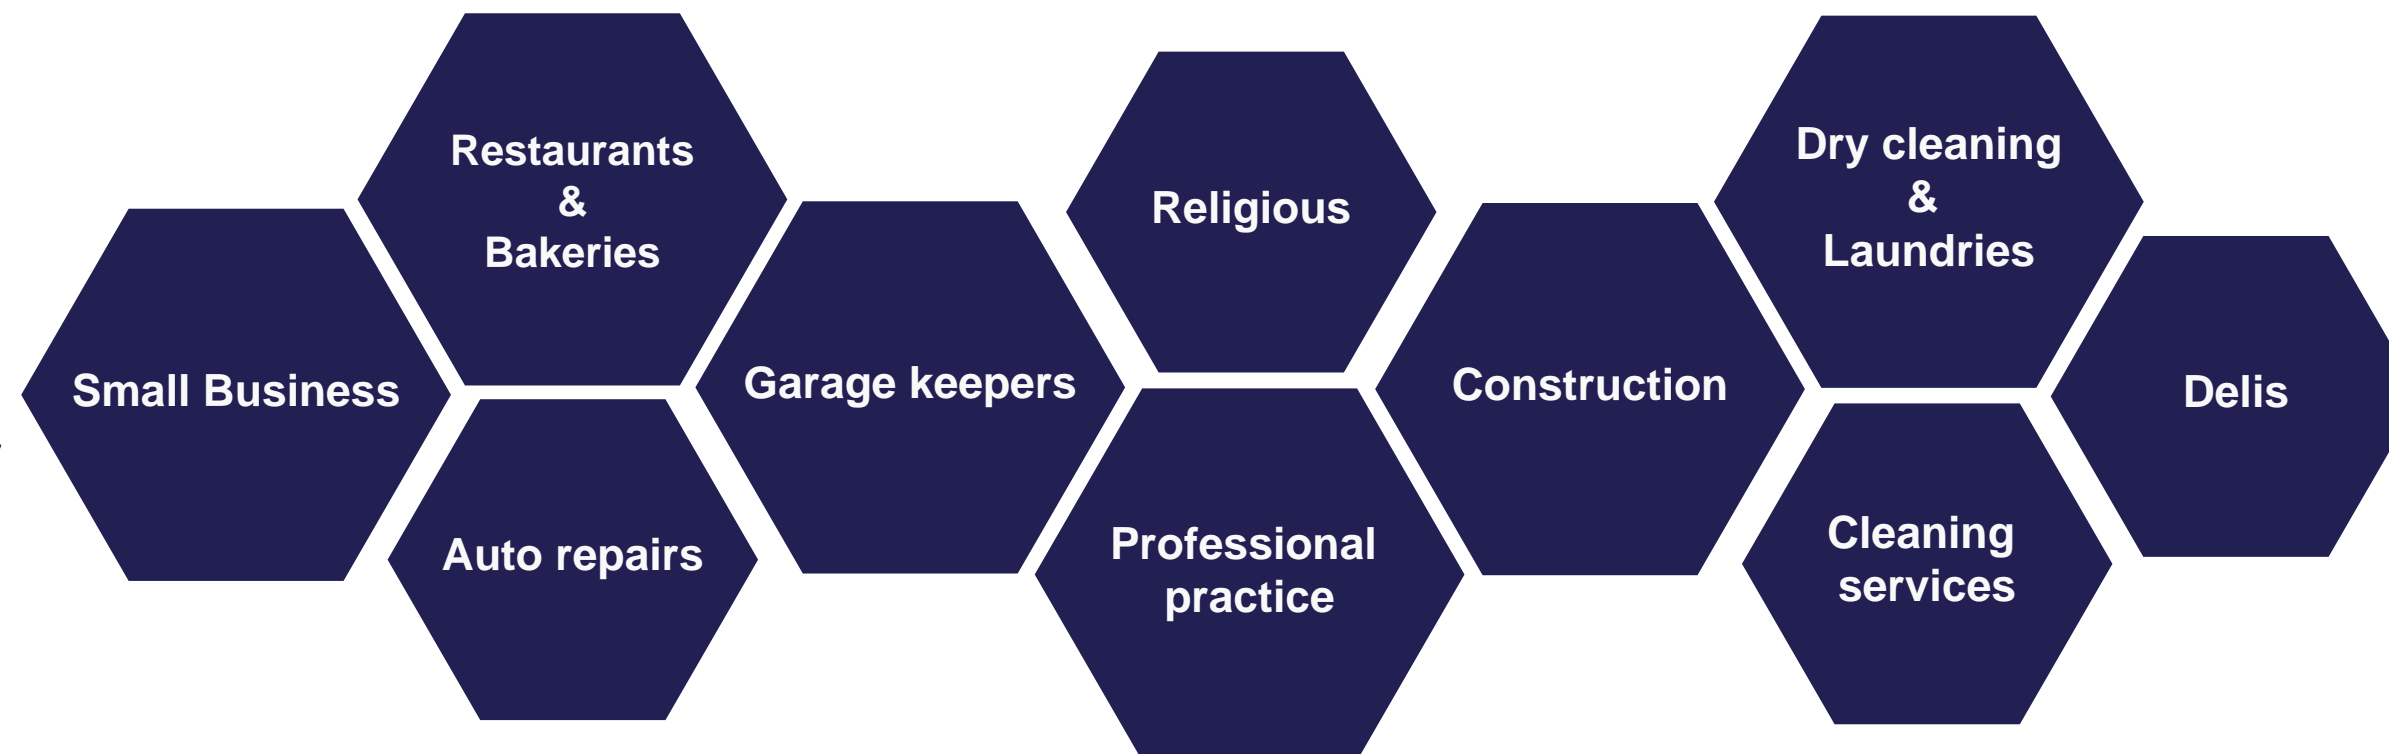 Small Business
Restaurants
&
Bakeries
Auto repairs
Garage keepers
Religious
Professional
practice
Construction
Dry cleaning
&
Laundries
Cleaning
services
Delis